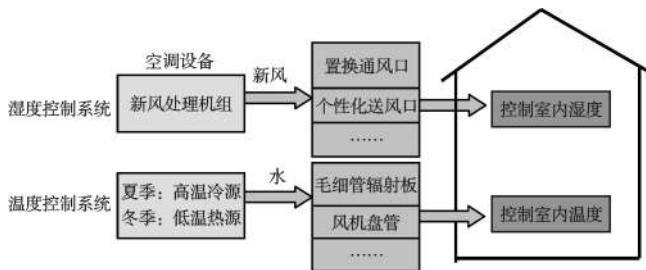 空调设备
湿度控制系统
新风处理机组
新风
置换通风口
个性化送风口
……
控制室内湿度
温度控制系统
夏季：高温冷源
冬季：低温热源
水
毛细管辐射板
风机盘管
……
控制室内温度